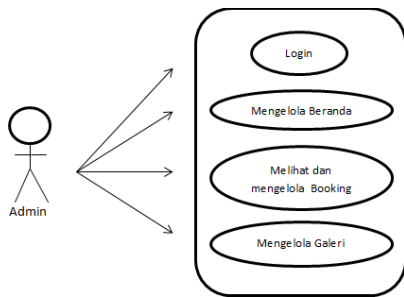 Login
Mengelola Beranda
Melihat dan
mengelola Booking
Admin
Mengelola Galeri